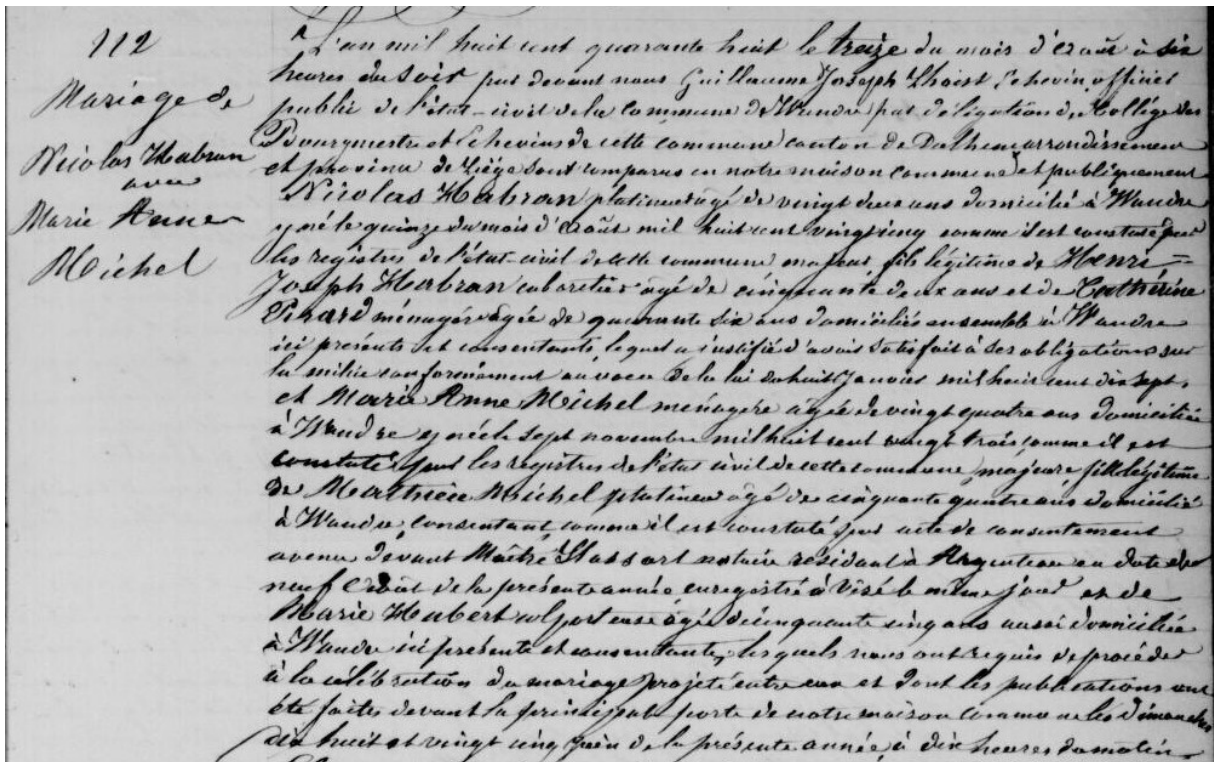 112
Mariage de
Nicolas Habran
avec
Marie Anne
Michel
L'an mil huit cent quarante huit le treize du mois d'Août à six
heures du soir par devant nous Guillaume Joseph Lhoist Echevin, officier
public de l'état-civil de la commune de Wandre par délégation du Collège des
Bourgmestre et Echevins de cette commune canton de Dalhem arrondissement
et province de Liège sont comparus en notre maison commune et publiquement
Nicolas Habran platineur âgé de vingt deux ans domicilié à Wandre
y né le quinze du mois d'Août mil huit cent vingt cinq comme il est constaté par
les registres de l'état-civil de cette commune majeur, fils légitime de Henri=
Joseph Habran cabaretier âgé de cinquante deux ans et de Cathérine
Pirard ménagère âgée de quarante six ans domiciliés ensemble à Wandre
ici présents et consentants, lequel a justifié d'avoir satisfait à ses obligations sur
la milice conformément au voeu de la loi du huit Janvier mil huit cent dix sept,
et Marie Anne Michel ménagère âgée de vingt quatre ans domiciliée
à Wandre y née le sept novembre mil huit cent vingt trois, comme il est
constaté par les registres de l'état civil de cette commune, majeure, fille légitime
de Mathieu Michel platineur âgé de cinquante quatre ans domicilié
à Wandre, consentant, comme il est constaté par acte de consentement
avenu devant Maître notaire résidant à Argenteau en date du
neuf Août de la présente année enregistré à Visé le même jour et de
Marie Hubert colporteuse âgée de cinquante cinq ans aussi domiciliée
à Wandre ici présente et consentante, lesquels nous ont requis de procéder
à la célébration du mariage projeté entre eux et dont les publications ont
été faites devant la principale porte de notre maison commune les dimanches
dix huit et vingt cinq juin de la présente année, à dix heures du matin